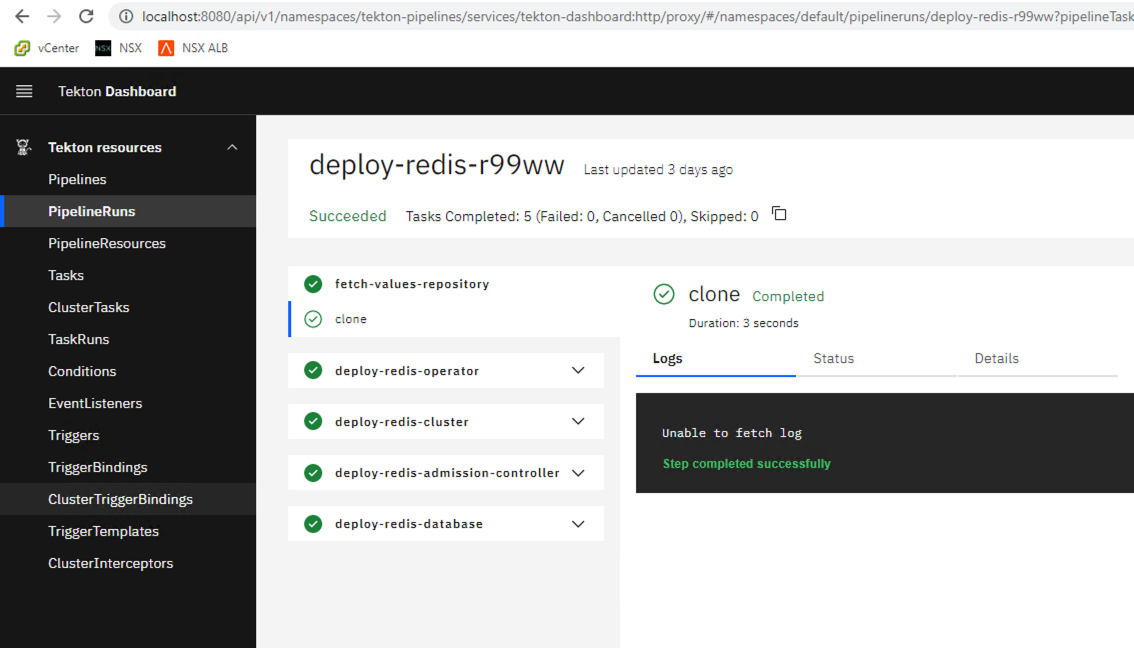 localhost:8080/api/v1/namespaces/tekton-pipelines/services/tekton-dashboard:http/proxy/#/namespaces/default/pipelineruns/deploy-redis-r99ww?pipelineTask
vCenter NSX NSX NSX ALB
Tekton Dashboard
Tekton resources
Pipelines
PipelineRuns
PipelineResources
Tasks
ClusterTasks
TaskRuns
Conditions
EventListeners
Triggers
TriggerBindings
ClusterTriggerBindings
TriggerTemplates
ClusterInterceptors
deploy-redis-r99ww Last updated 3 days ago
Succeeded Tasks Completed: 5 (Failed: 0, Cancelled 0), Skipped: 0
fetch-values-repository
clone
deploy-redis-operator
deploy-redis-cluster
deploy-redis-admission-controller
deploy-redis-database
clone Completed
Duration: 3 seconds
Logs Status Details
Unable to fetch log
Step completed successfully